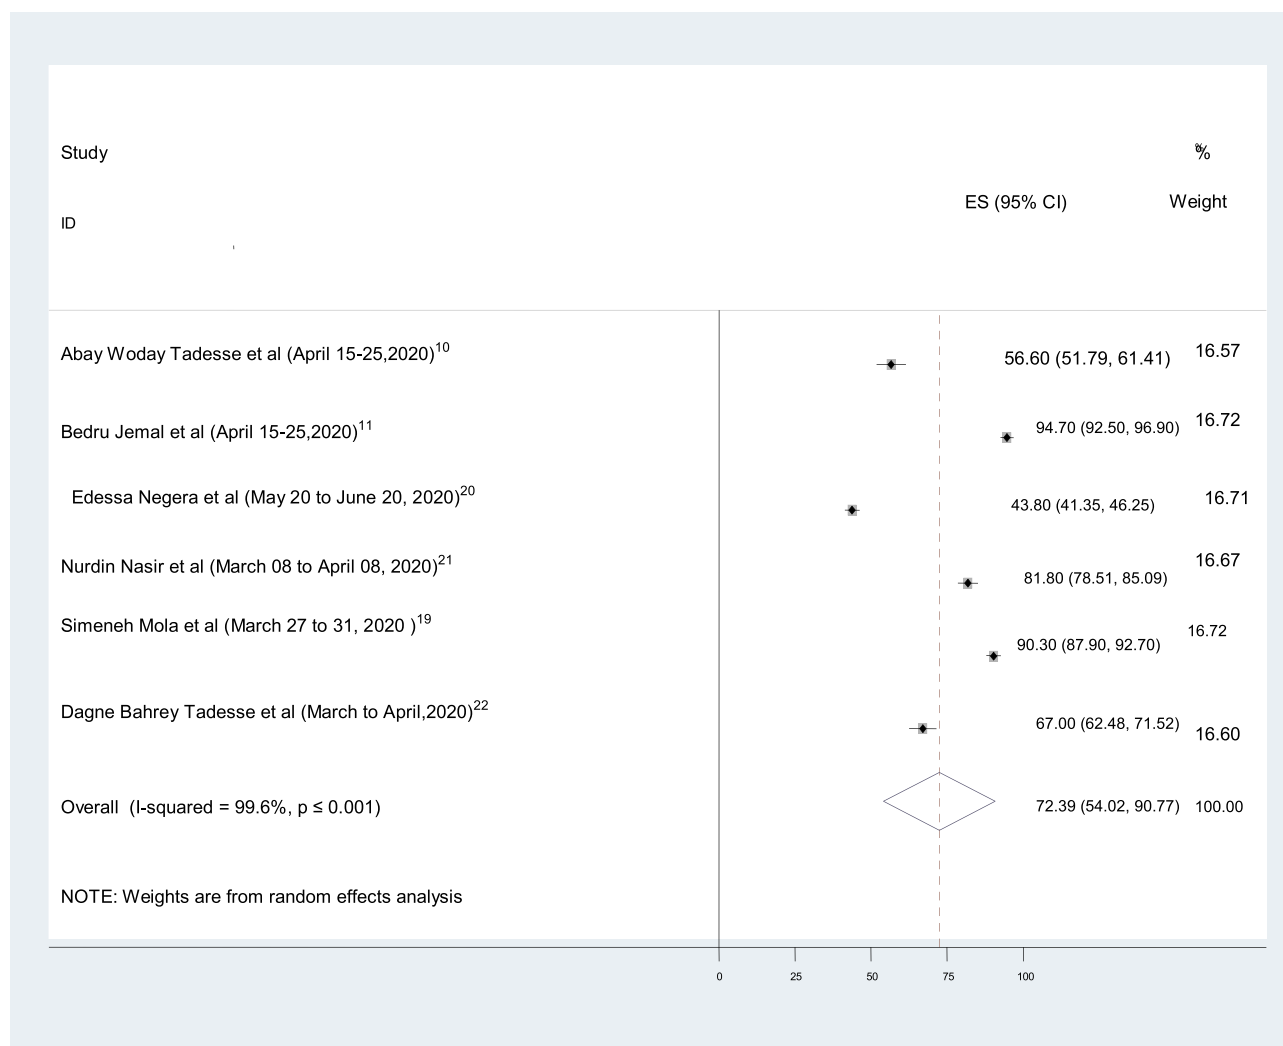 Study %
ES (95% CI) Weight
ID
Abay Woday Tadesse et al (April 15-25,2020)10 56.60 (51.79, 61.41) 16.57
Bedru Jemal et al (April 15-25,2020)11 94.70 (92.50, 96.90) 16.72
Edessa Negera et al (May 20 to June 20, 2020)20 43.80 (41.35, 46.25) 16.71
Nurdin Nasir et al (March 08 to April 08, 2020)21 81.80 (78.51, 85.09) 16.67
Simeneh Mola et al (March 27 to 31, 2020 )19 90.30 (87.90, 92.70) 16.72
Dagne Bahrey Tadesse et al (March to April,2020)22 67.00 (62.48, 71.52) 16.60
Overall (I-squared = 99.6%, p ≤ 0.001) 72.39 (54.02, 90.77) 100.00
NOTE: Weights are from random effects analysis
0 25 50 75 100